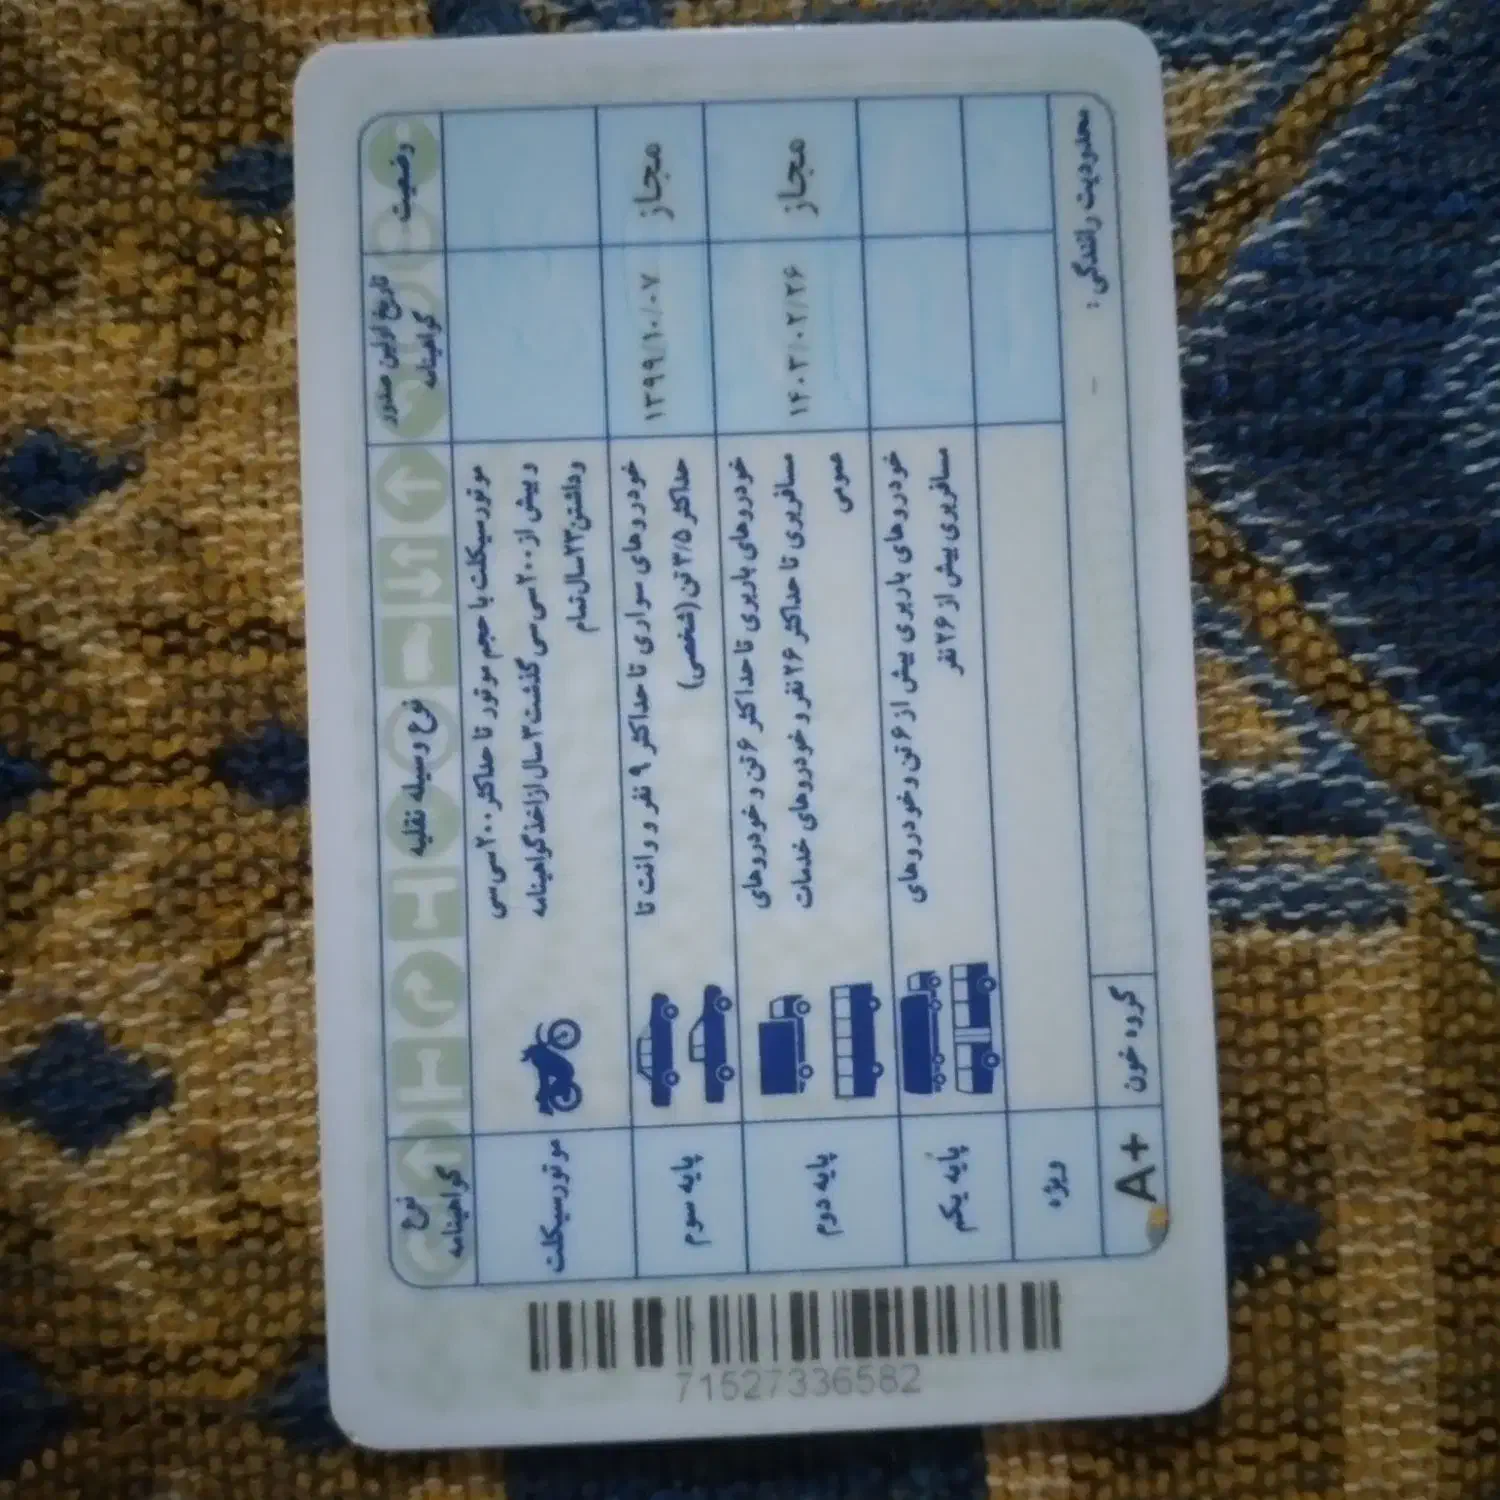 نوع گواهینامه
نوع وسیله نقلیه
تاریخ اولین صدور گواهینامه
وضعیت
موتورسیکلت
موتورسیکلت با حجم موتور تا حداکثر ۲۰۰ سی سی
و بیش از ۲۰۰ سی سی گذشت ۳ سال از اخذ گواهینامه
وداشتن ۲۳ سال تمام
پایه سوم
خودروهای سواری تا حداکثر ۹ نفر و وانت تا
حداکثر ۳/۵ تن (شخصی)
۱۳۹۹/۱۰/۰۷
مجاز
پایه دوم
خودروهای باربری تا حداکثر ۶ تن و خودروهای
مسافربری تا حداکثر ۲۶ نفر و خودروهای خدمات
عمومی
۱۴۰۳/۰۲/۲۶
مجاز
پایه یکم
خودروهای باربری بیش از ۶ تن و خودروهای
مسافربری بیش از ۲۶ نفر
ویژه
A+
گروه خون
محدودیت رانندگی :
-
71527336582